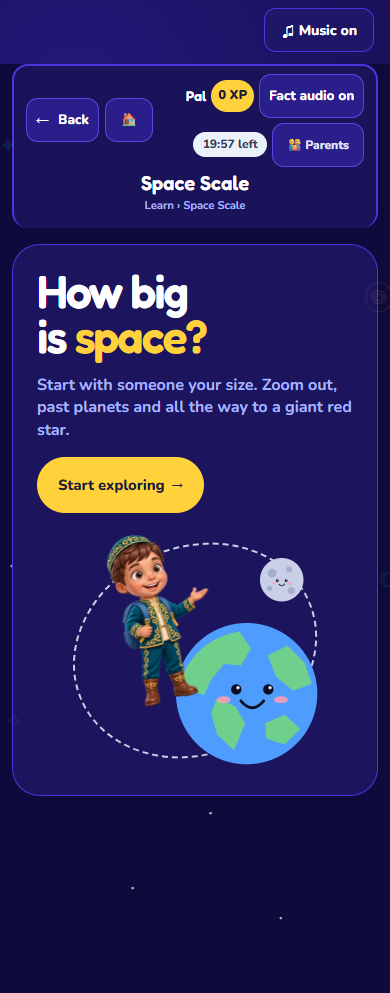 ♫ Music on
← Back
Pal
0 XP
Fact audio on
19:57 left
Parents
Space Scale
Learn › Space Scale
How big
is space?
Start with someone your size. Zoom out,
past planets and all the way to a giant red
star.
Start exploring →